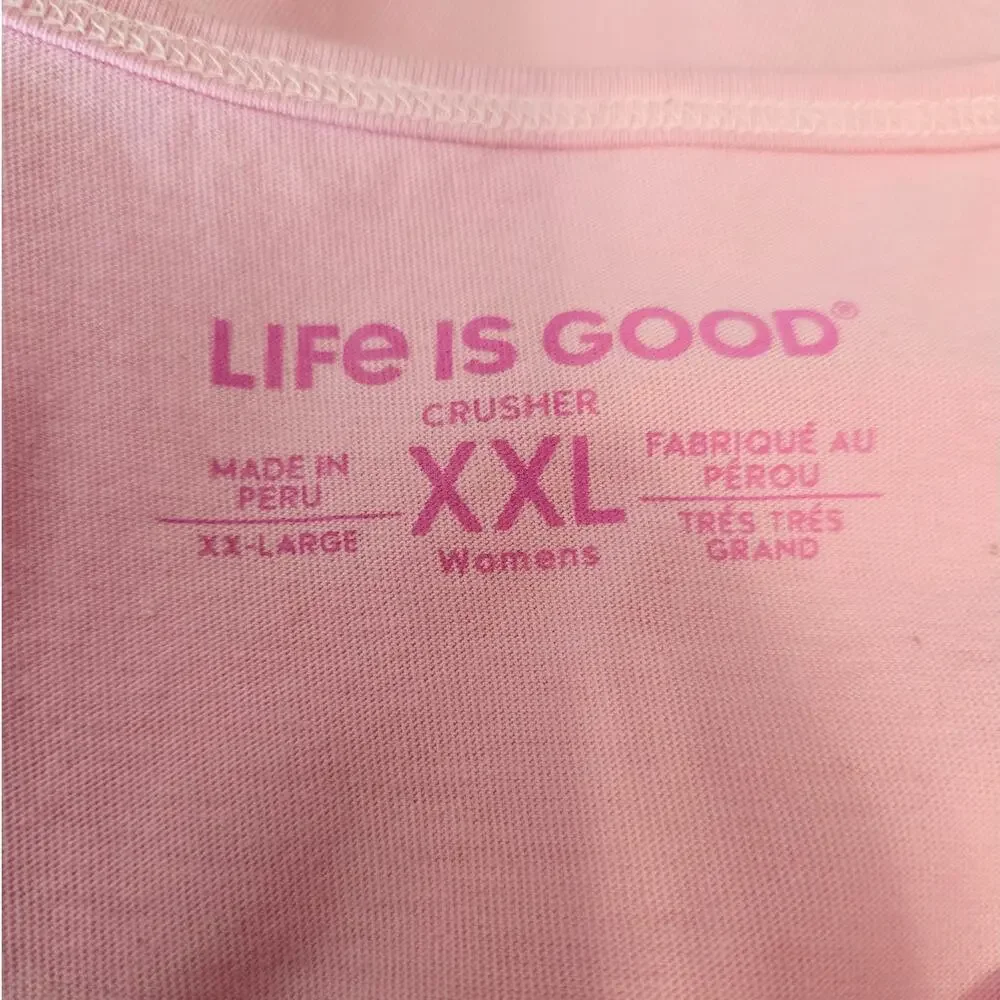 LIFe IS GOOD®
CRUSHER
MADE IN
PERU
XX-LARGE
XXL
Womens
FABRIQUÉ AU
PÉROU
TRÉS TRÉS
GRAND